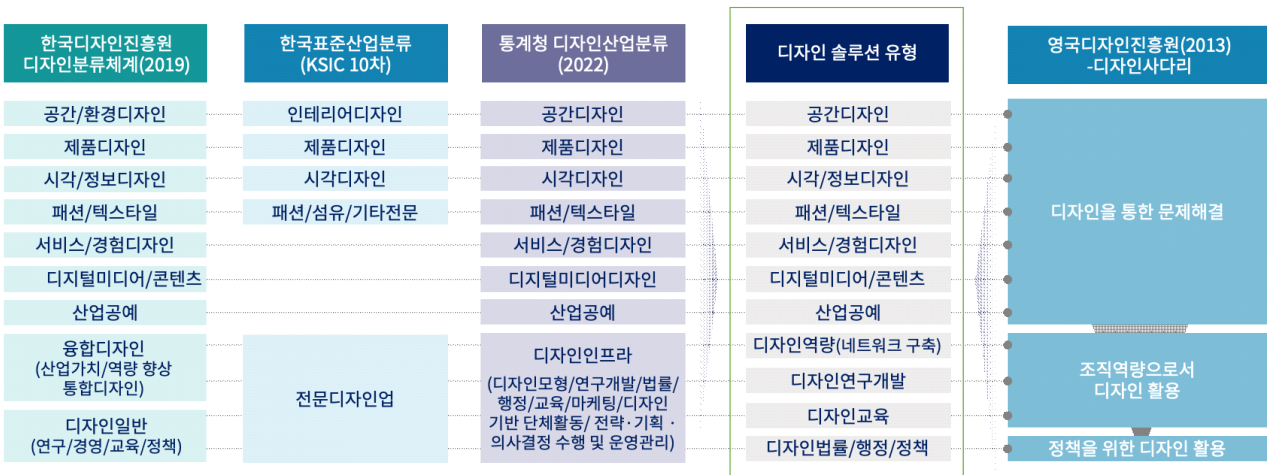 한국디자인진흥원
디자인분류체계(2019)
공간/환경디자인
제품디자인
시각/정보디자인
패션/텍스타일
서비스/경험디자인
디지털미디어/콘텐츠
산업공예
융합디자인
(산업가치/역량 향상
통합디자인)
디자인일반
(연구/경영/교육/정책)
한국표준산업분류
(KSIC 10차)
인테리어디자인
제품디자인
시각디자인
패션/섬유/기타전문
전문디자인업
통계청 디자인산업분류
(2022)
공간디자인
제품디자인
시각디자인
패션/텍스타일
서비스/경험디자인
디지털미디어디자인
산업공예
디자인인프라
(디자인모형/연구개발/법률/
행정/교육/마케팅/디자인
기반 단체활동/ 전략·기획 ·
의사결정 수행 및 운영관리)
디자인 솔루션 유형
공간디자인
제품디자인
시각/정보디자인
패션/텍스타일
서비스/경험디자인
디지털미디어/콘텐츠
산업공예
디자인역량(네트워크 구축)
디자인연구개발
디자인교육
디자인법률/행정/정책
영국디자인진흥원(2013)
-디자인사다리
디자인을 통한 문제해결
조직역량으로서
디자인 활용
정책을 위한 디자인 활용